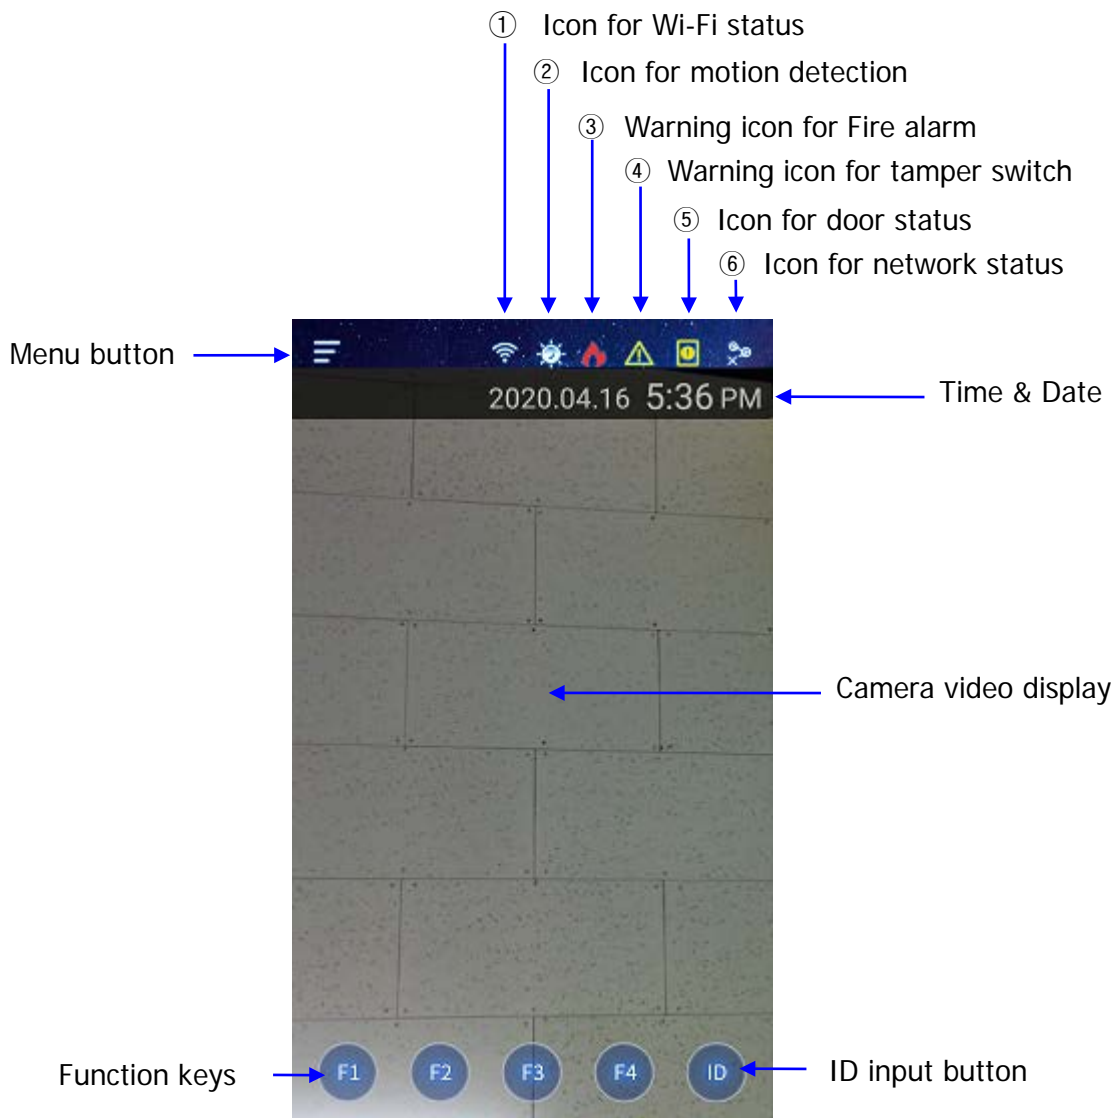 ① Icon for Wi-Fi status
② Icon for motion detection
③ Warning icon for Fire alarm
④ Warning icon for tamper switch
⑤ Icon for door status
⑥ Icon for network status
Menu button
2020.04.16 5:36 PM
Time & Date
Camera video display
Function keys
F1 F2 F3 F4 ID
ID input button